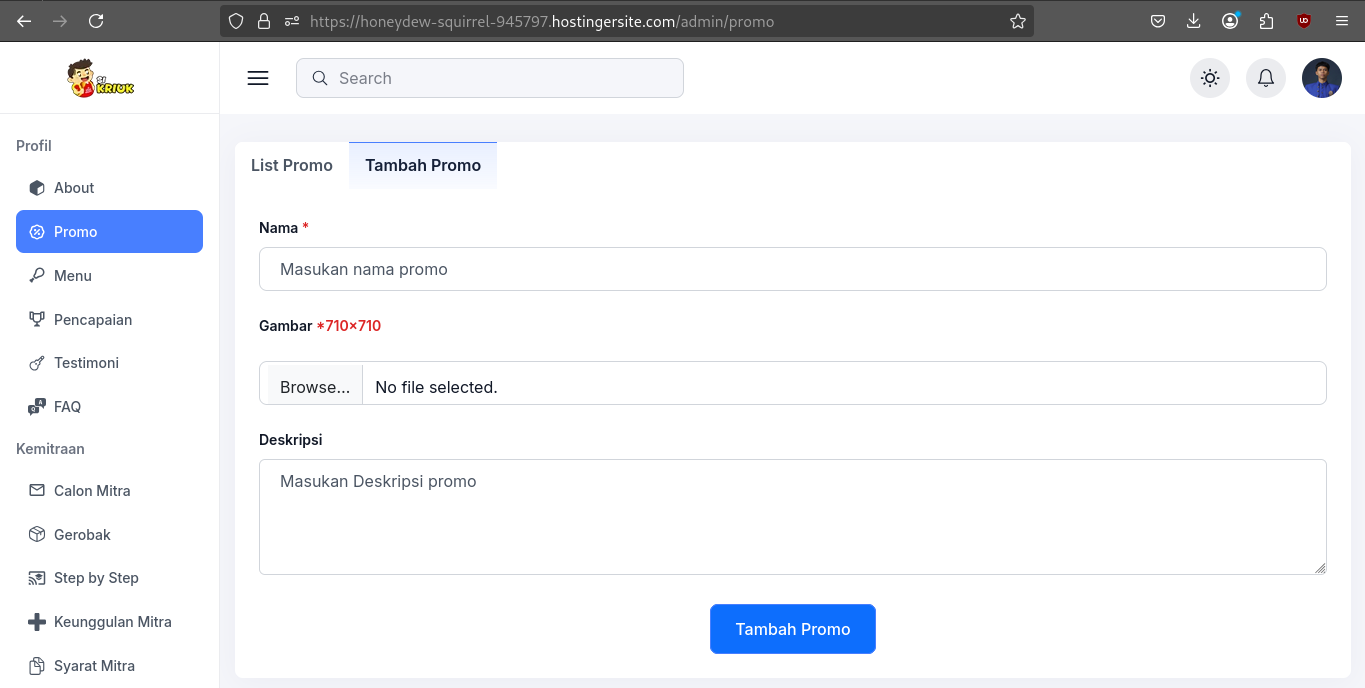 https://honeydew-squirrel-945797.hostingersite.com/admin/promo
SI KRIUK
Search
Profil
About
Promo
Menu
Pencapaian
Testimoni
FAQ
Kemitraan
Calon Mitra
Gerobak
Step by Step
Keunggulan Mitra
Syarat Mitra
List Promo
Tambah Promo
Nama *
Masukan nama promo
Gambar *710x710
Browse... No file selected.
Deskripsi
Masukan Deskripsi promo
Tambah Promo